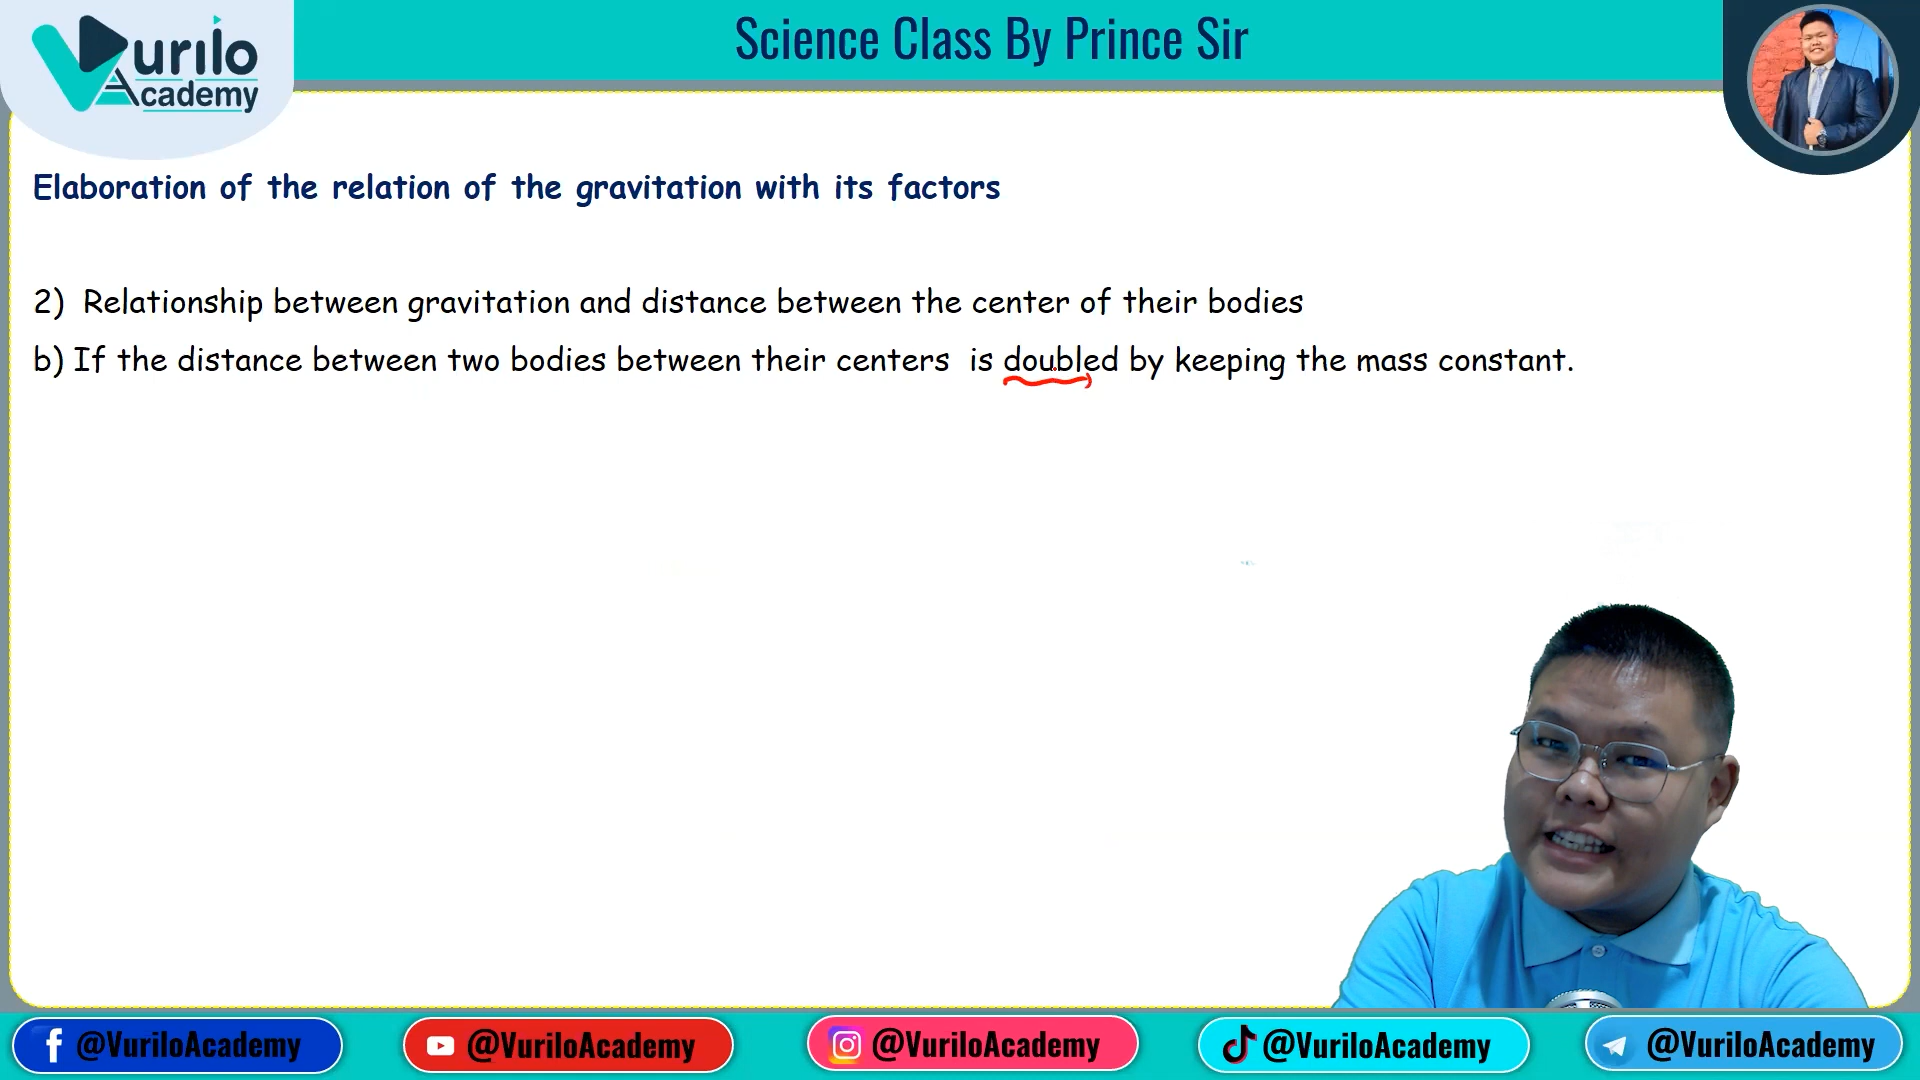 Vurilo
Academy
Science Class By Prince Sir
Elaboration of the relation of the gravitation with its factors
2) Relationship between gravitation and distance between the center of their bodies
b) If the distance between two bodies between their centers is doubled by keeping the mass constant.
@VuriloAcademy
@VuriloAcademy
@VuriloAcademy
@VuriloAcademy
@VuriloAcademy